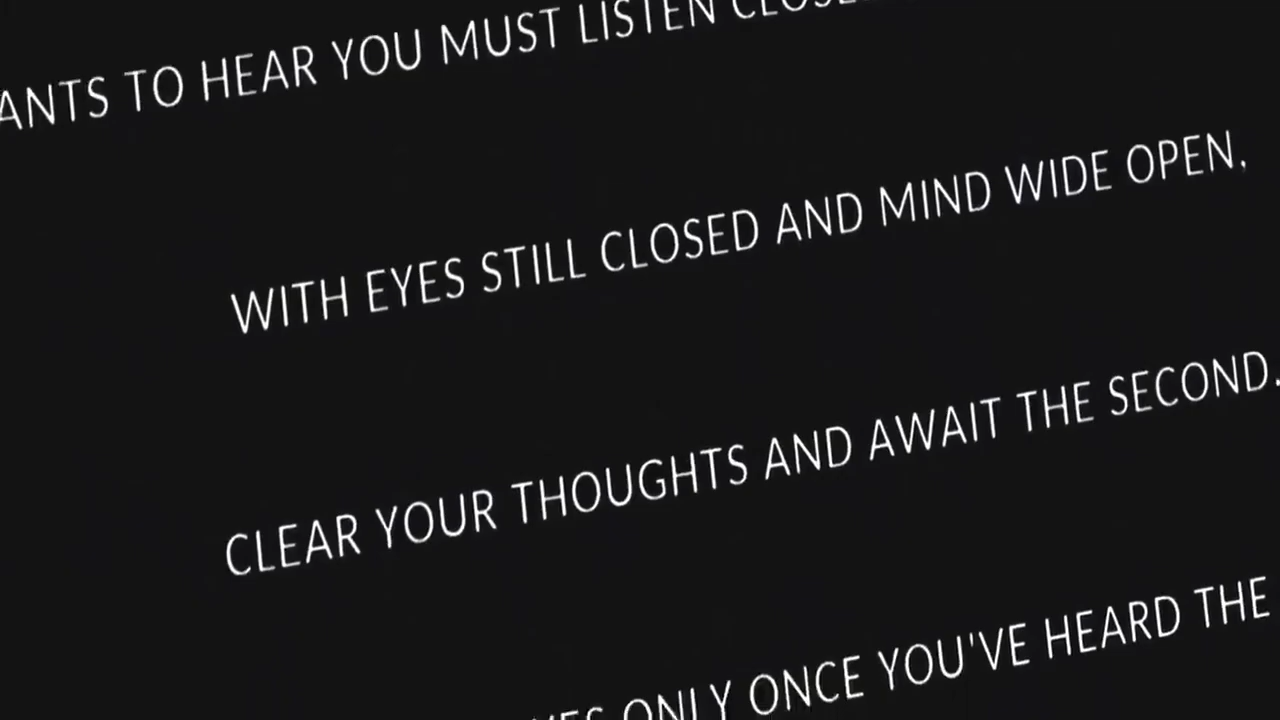 ANTS TO HEAR YOU MUST LISTEN
WITH EYES STILL CLOSED AND MIND WIDE OPEN.
CLEAR YOUR THOUGHTS AND AWAIT THE SECOND.
ONLY ONCE YOU'VE HEARD THE